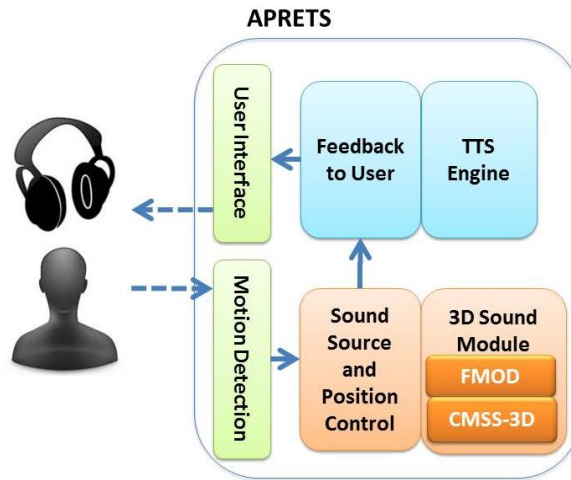 APRETS
User Interface
Feedback
to User
TTS
Engine
Motion Detection
Sound
Source
and
Position
Control
3D Sound
Module
FMOD
CMSS-3D